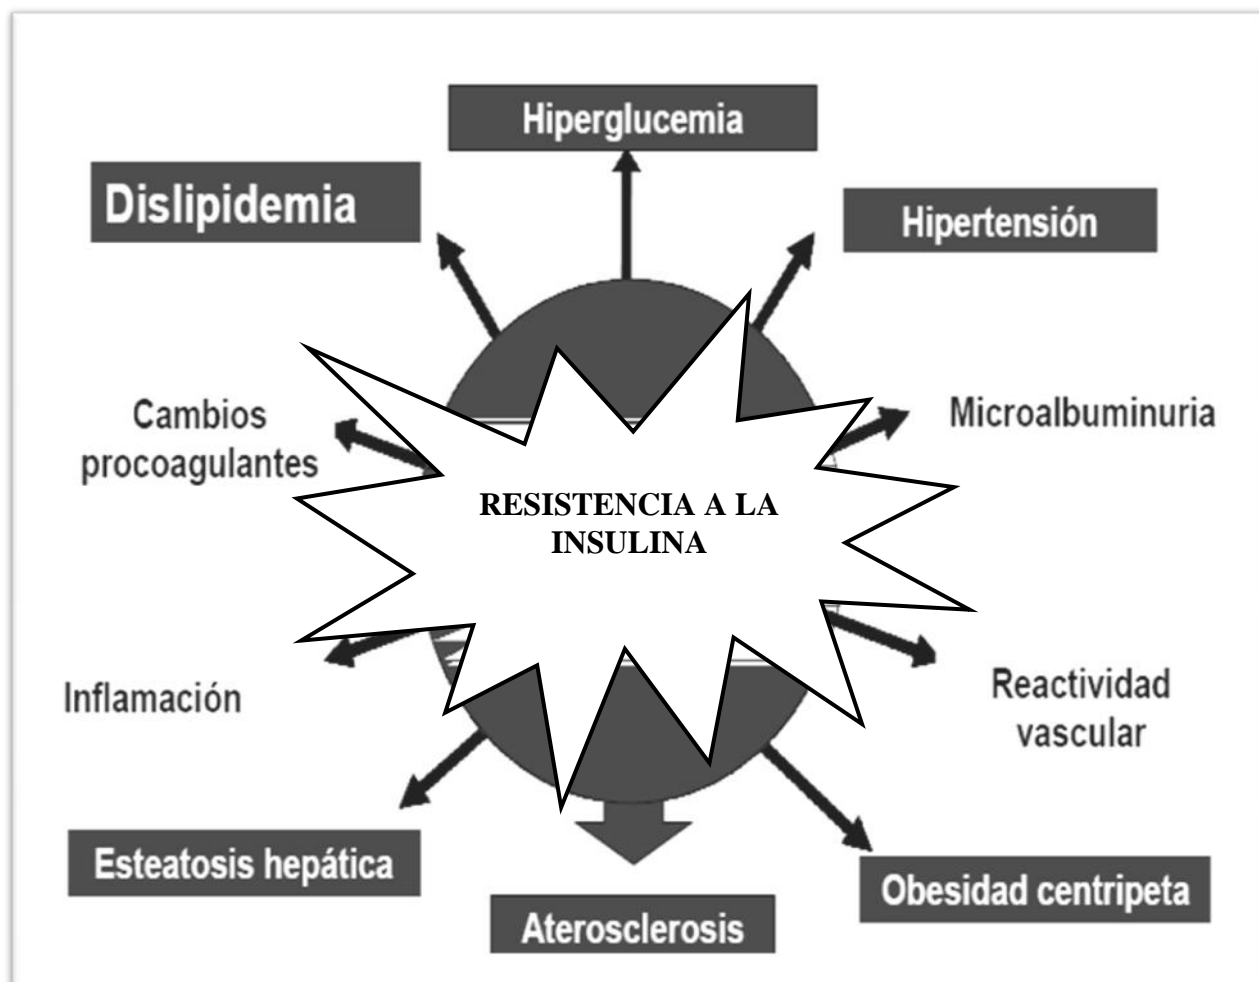 Hiperglucemia
Dislipidemia
Hipertensión
Cambios
procoagulantes
Microalbuminuria
RESISTENCIA A LA
INSULINA
Inflamación
Reactividad
vascular
Esteatosis hepática
Obesidad centripeta
Aterosclerosis